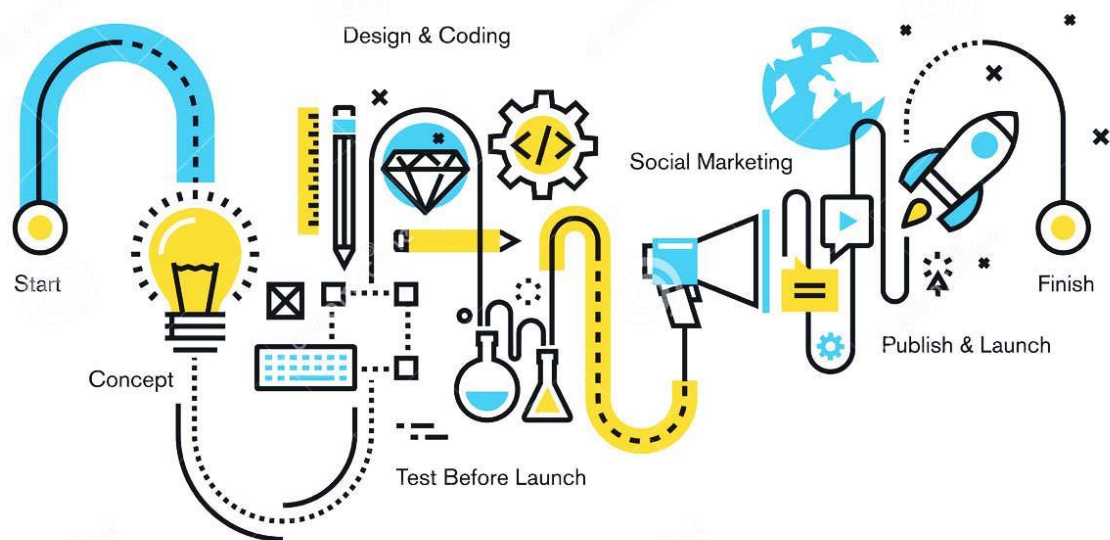 Start
Concept
Design & Coding
</>
Test Before Launch
Social Marketing
Publish & Launch
Finish